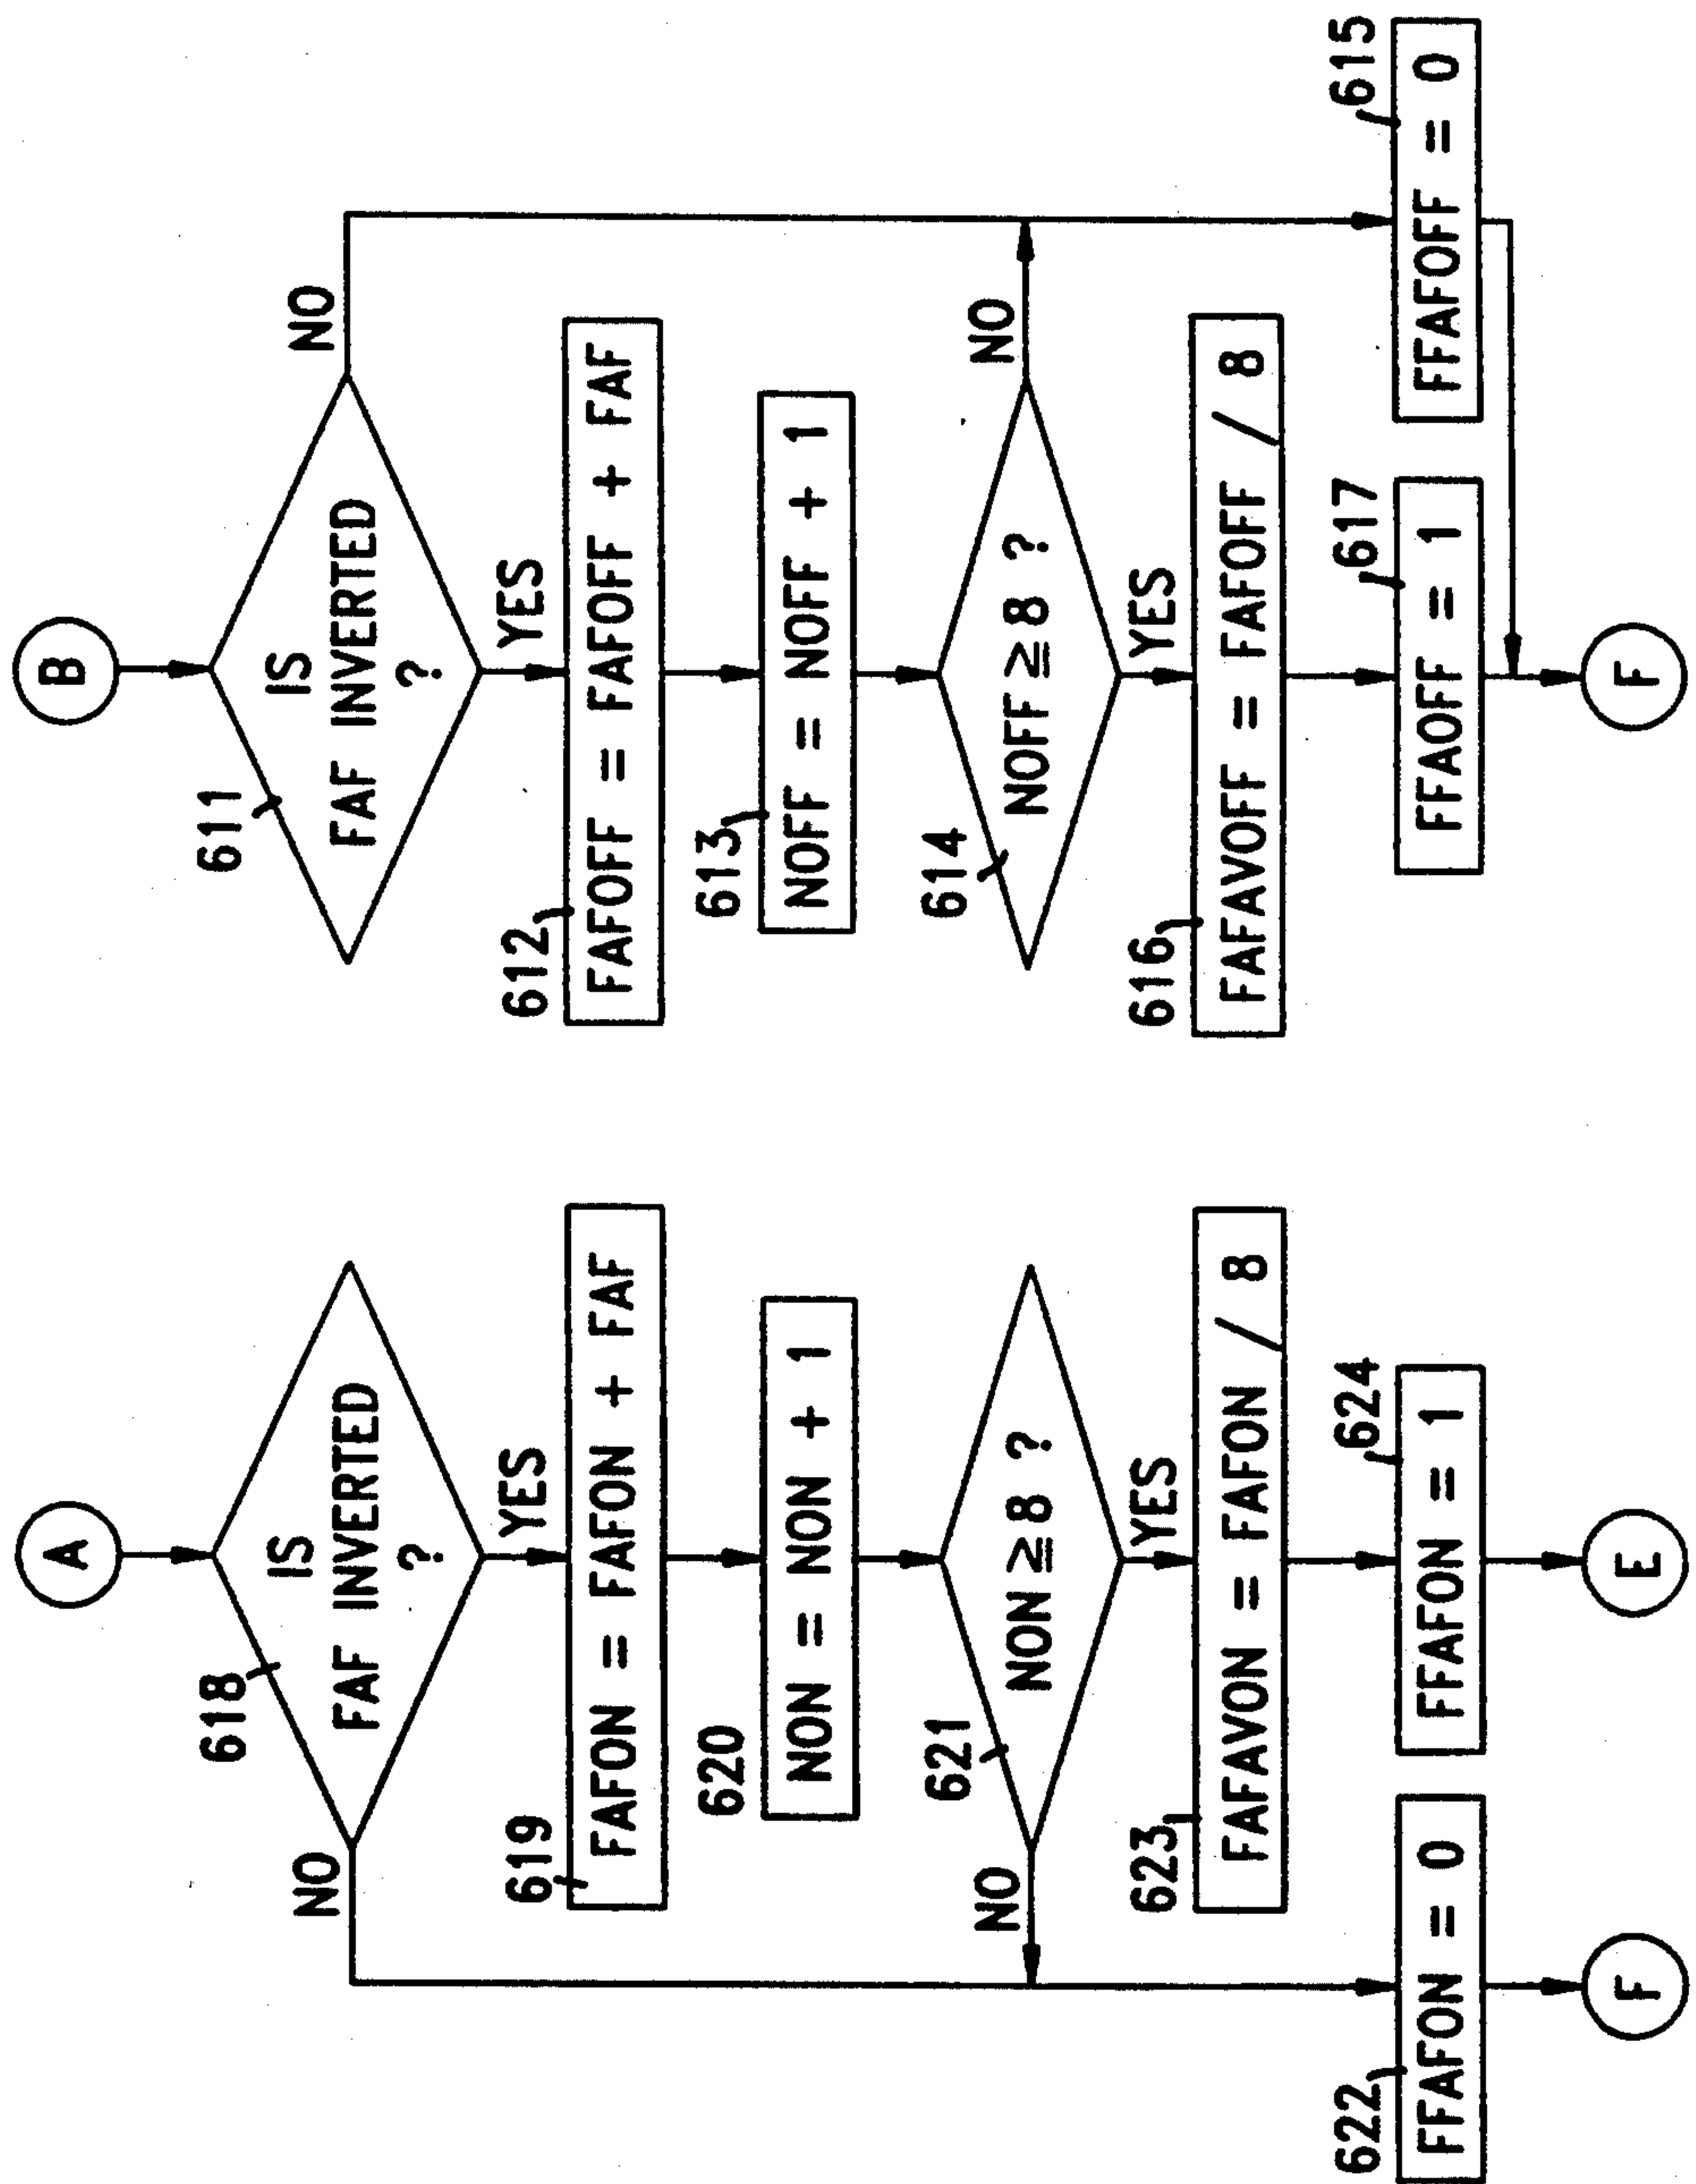 A
618
IS
FAF INVERTED
?
NO
YES
619
FAFON = FAFON + FAF
620
NON = NON + 1
621
NON ≧ 8 ?
NO
YES
623
FAFAVON = FAFON / 8
622
FFAFON = 0
624
FFAFON = 1
F
E
B
611
IS
FAF INVERTED
?
NO
YES
612
FAFOFF = FAFOFF + FAF
613
NOFF = NOFF + 1
614
NOFF ≧ 8 ?
NO
YES
616
FAFAVOFF = FAFOFF / 8
617
FFAOFF = 1
615
FFAFOFF = 0
F